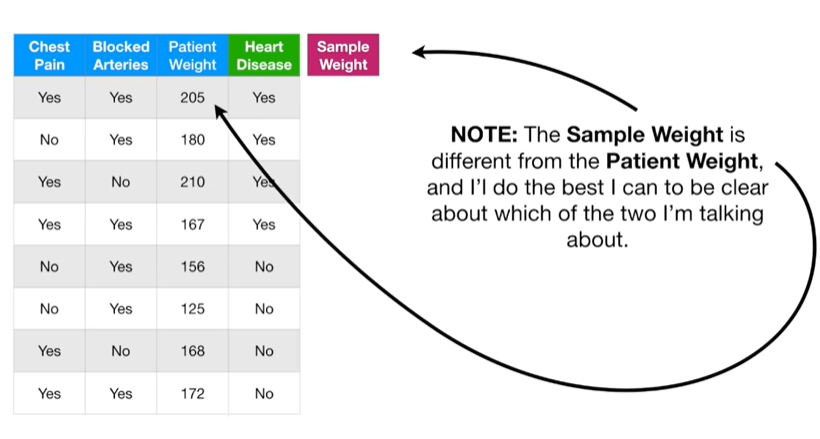 Chest Pain Blocked Arteries Patient Weight Heart Disease Sample Weight
Yes Yes 205 Yes
No Yes 180 Yes
Yes No 210 Yes
Yes Yes 167 Yes
No Yes 156 No
No Yes 125 No
Yes No 168 No
Yes Yes 172 No
NOTE: The Sample Weight is
different from the Patient Weight,
and I'l do the best I can to be clear
about which of the two I'm talking
about.